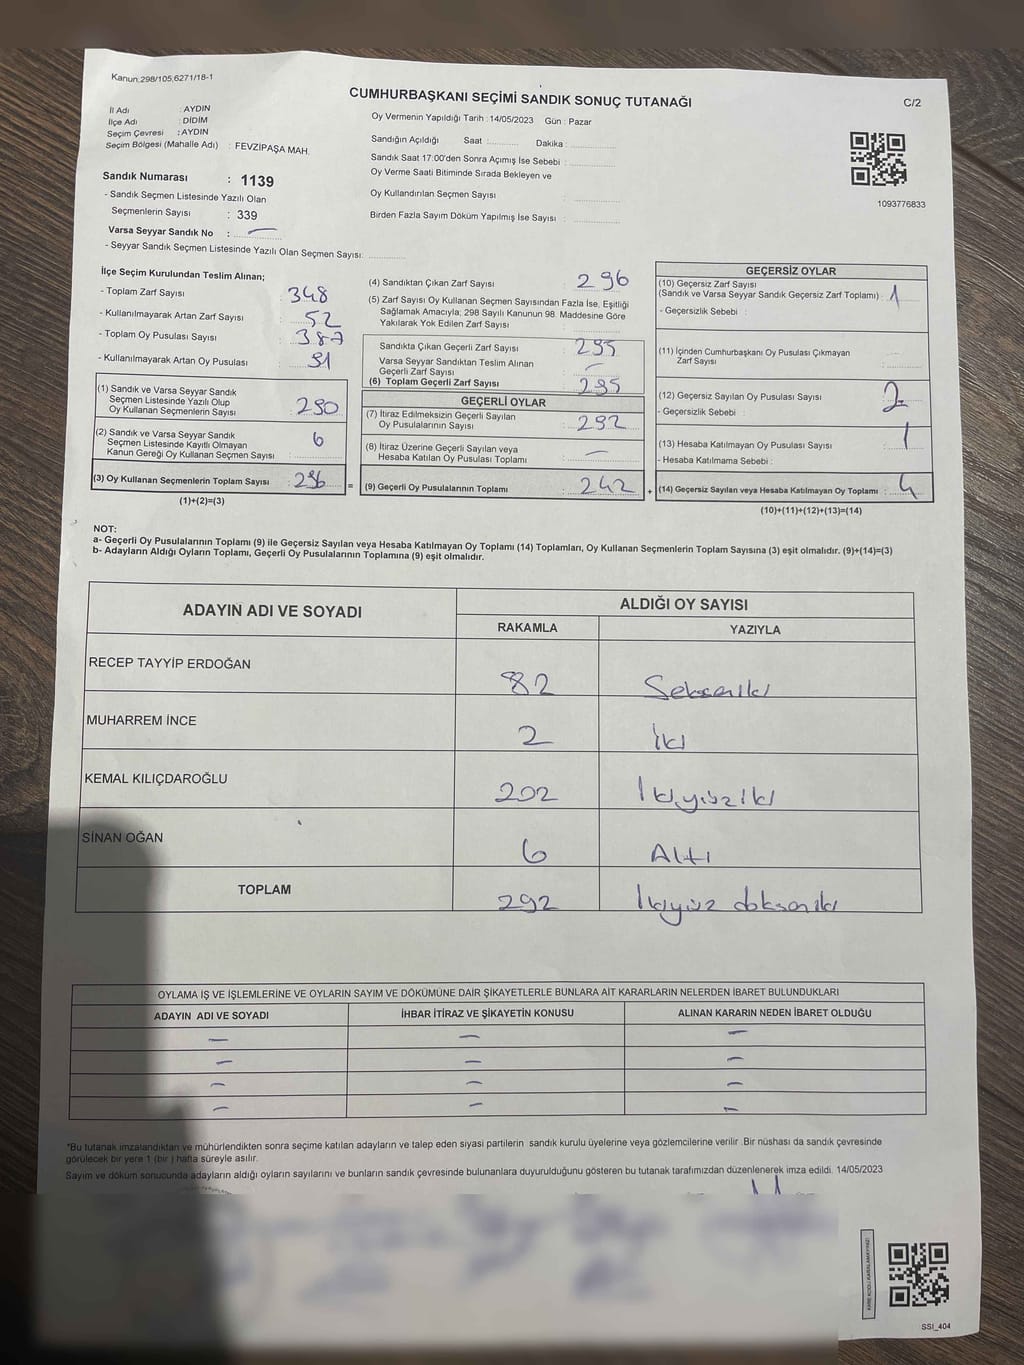 Kanun:298/105,6271/18-1
CUMHURBAŞKANI SEÇİMİ SANDIK SONUÇ TUTANAĞI
C/2
İl Adı : AYDIN
İlçe Adı : DİDİM
Seçim Çevresi : AYDIN
Seçim Bölgesi (Mahalle Adı) : FEVZİPAŞA MAH.
Sandık Numarası : 1139
- Sandık Seçmen Listesinde Yazılı Olan
Seçmenlerin Sayısı : 339
Varsa Seyyar Sandık No : —
- Seyyar Sandık Seçmen Listesinde Yazılı Olan Seçmen Sayısı:
Oy Vermenin Yapıldığı Tarih : 14/05/2023 Gün : Pazar
Sandığın Açıldığı Saat : Dakika :
Sandık Saat 17:00'den Sonra Açımış İse Sebebi :
Oy Verme Saati Bitiminde Sırada Bekleyen ve
Oy Kullandırılan Seçmen Sayısı :
Birden Fazla Sayım Döküm Yapılmış İse Sayısı :
1093776833
İlçe Seçim Kurulundan Teslim Alınan;
- Toplam Zarf Sayısı : 348
- Kullanılmayarak Artan Zarf Sayısı : 52
- Toplam Oy Pusulası Sayısı : 387
- Kullanılmayarak Artan Oy Pusulası : 91
(1) Sandık ve Varsa Seyyar Sandık
Seçmen Listesinde Yazılı Olup
Oy Kullanan Seçmenlerin Sayısı : 290
(2) Sandık ve Varsa Seyyar Sandık
Seçmen Listesinde Kayıtlı Olmayan
Kanun Gereği Oy Kullanan Seçmen Sayısı : 6
(3) Oy Kullanan Seçmenlerin Toplam Sayısı : 296 =
(1)+(2)=(3)
(4) Sandıktan Çıkan Zarf Sayısı : 296
(5) Zarf Sayısı Oy Kullanan Seçmen Sayısından Fazla İse, Eşitliği
Sağlamak Amacıyla; 298 Sayılı Kanunun 98. Maddesine Göre
Yakılarak Yok Edilen Zarf Sayısı :
Sandıkta Çıkan Geçerli Zarf Sayısı : 295
Varsa Seyyar Sandıktan Teslim Alınan
Geçerli Zarf Sayısı : —
(6) Toplam Geçerli Zarf Sayısı : 295
GEÇERLİ OYLAR
(7) İtiraz Edilmeksizin Geçerli Sayılan
Oy Pusulalarının Sayısı : 292
(8) İtiraz Üzerine Geçerli Sayılan veya
Hesaba Katılan Oy Pusulası Toplamı : —
(9) Geçerli Oy Pusulalarının Toplamı : 242 +
GEÇERSİZ OYLAR
(10) Geçersiz Zarf Sayısı
(Sandık ve Varsa Seyyar Sandık Geçersiz Zarf Toplamı) : 1
- Geçersizlik Sebebi :
(11) İçinden Cumhurbaşkanı Oy Pusulası Çıkmayan
Zarf Sayısı :
(12) Geçersiz Sayılan Oy Pusulası Sayısı : 2
- Geçersizlik Sebebi :
(13) Hesaba Katılmayan Oy Pusulası Sayısı : 1
- Hesaba Katılmama Sebebi :
(14) Geçersiz Sayılan veya Hesaba Katılmayan Oy Toplamı : 4
(10)+(11)+(12)+(13)=(14)
NOT:
a- Geçerli Oy Pusulalarının Toplamı (9) ile Geçersiz Sayılan veya Hesaba Katılmayan Oy Toplamı (14) Toplamları, Oy Kullanan Seçmenlerin Toplam Sayısına (3) eşit olmalıdır. (9)+(14)=(3)
b- Adayların Aldığı Oyların Toplamı, Geçerli Oy Pusulalarının Toplamına (9) eşit olmalıdır.
ADAYIN ADI VE SOYADI ALDIĞI OY SAYISI
RAKAMLA YAZIYLA
RECEP TAYYİP ERDOĞAN 82 Sekseniki
MUHARREM İNCE 2 İki
KEMAL KILIÇDAROĞLU 202 İkiyüziki
SİNAN OĞAN 6 Altı
TOPLAM 292 İkiyüz doksaniki
OYLAMA İŞ VE İŞLEMLERİNE VE OYLARIN SAYIM VE DÖKÜMÜNE DAİR ŞİKAYETLERLE BUNLARA AİT KARARLARIN NELERDEN İBARET BULUNDUKLARI
ADAYIN ADI VE SOYADI İHBAR İTİRAZ VE ŞİKAYETİN KONUSU ALINAN KARARIN NEDEN İBARET OLDUĞU
— — —
— — —
— — —
— — —
"Bu tutanak imzalandıktan ve mühürlendikten sonra seçime katılan adayların ve talep eden siyasi partilerin sandık kurulu üyelerine veya gözlemcilerine verilir .Bir nüshası da sandık çevresinde
görülecek bir yere 1 (bir ) hafta süreyle asılır.
Sayım ve döküm sonucunda adayların aldığı oyların sayılarını ve bunların sandık çevresinde bulunanlara duyurulduğunu gösteren bu tutanak tarafımızdan düzenlenerek imza edildi. 14/05/2023
SSI_404